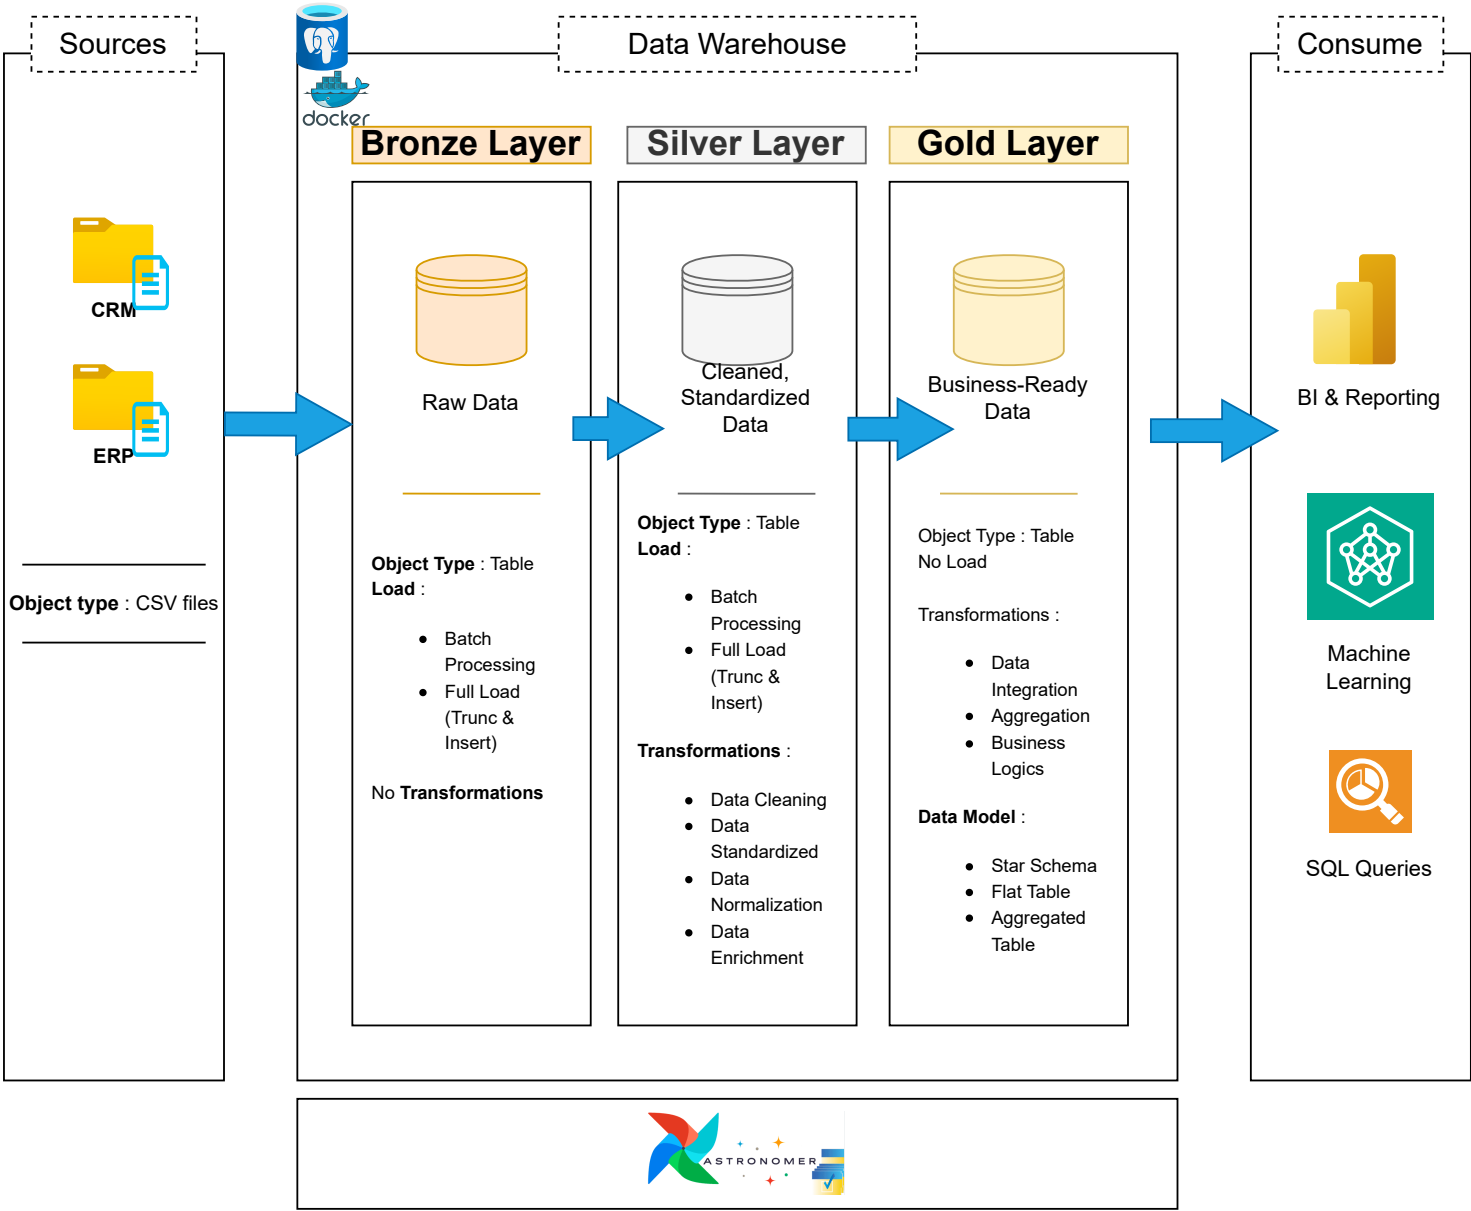 Sources
Data Warehouse
Consume
docker
Bronze Layer
Silver Layer
Gold Layer
CRM
ERP
Object type : CSV files
Raw Data
Object Type : Table
Load :
● Batch
Processing
● Full Load
(Trunc &
Insert)
No Transformations
Cleaned,
Standardized
Data
Object Type : Table
Load :
● Batch
Processing
● Full Load
(Trunc &
Insert)
Transformations :
● Data Cleaning
● Data
Standardized
● Data
Normalization
● Data
Enrichment
Business-Ready
Data
Object Type : Table
No Load
Transformations :
● Data
Integration
● Aggregation
● Business
Logics
Data Model :
● Star Schema
● Flat Table
● Aggregated
Table
BI & Reporting
Machine
Learning
SQL Queries
ASTRONOMER